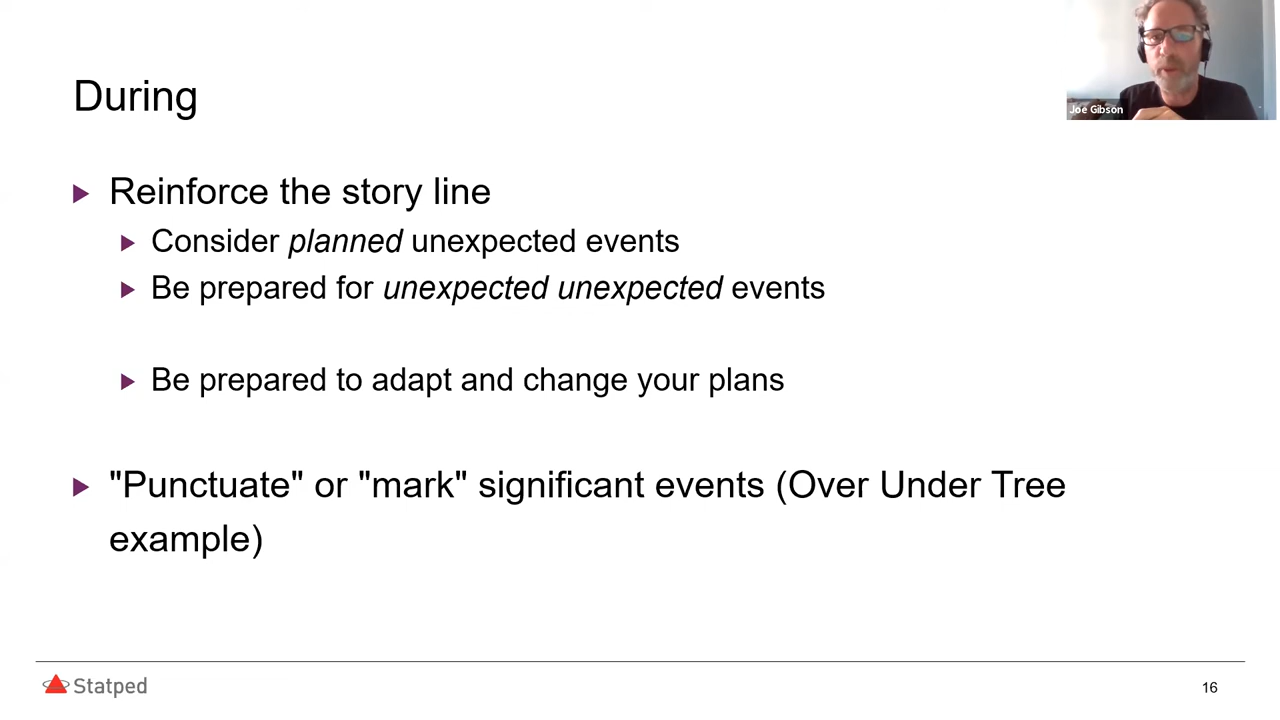 Joe Gibson
During
Reinforce the story line
Consider planned unexpected events
Be prepared for unexpected unexpected events
Be prepared to adapt and change your plans
"Punctuate" or "mark" significant events (Over Under Tree
example)
Statped
16